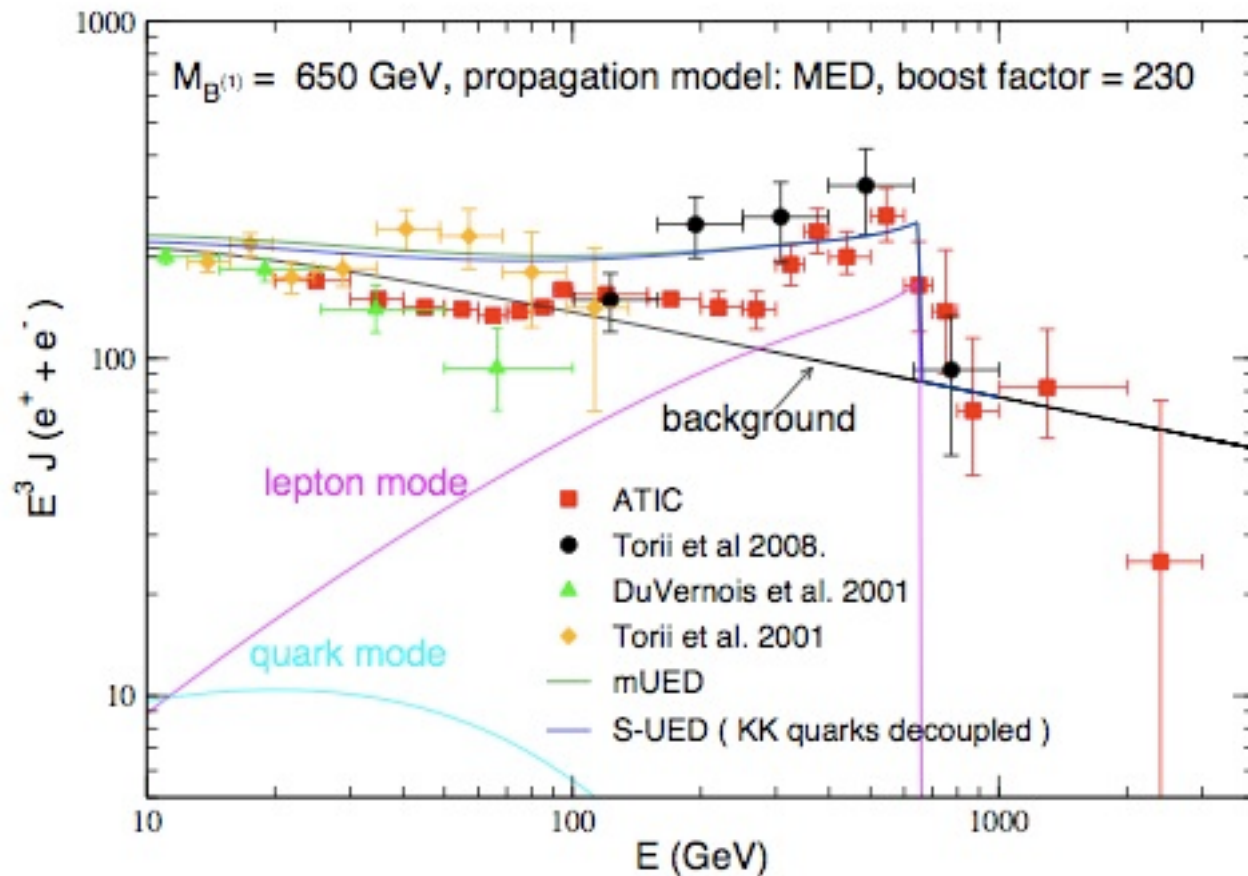 1000
M_B(1) = 650 GeV, propagation model: MED, boost factor = 230
E³ J (e⁺ + e⁻)
100
background
lepton mode
ATIC
Torii et al 2008.
DuVernois et al. 2001
Torii et al. 2001
quark mode
mUED
10
S-UED ( KK quarks decoupled )
10
100
1000
E (GeV)